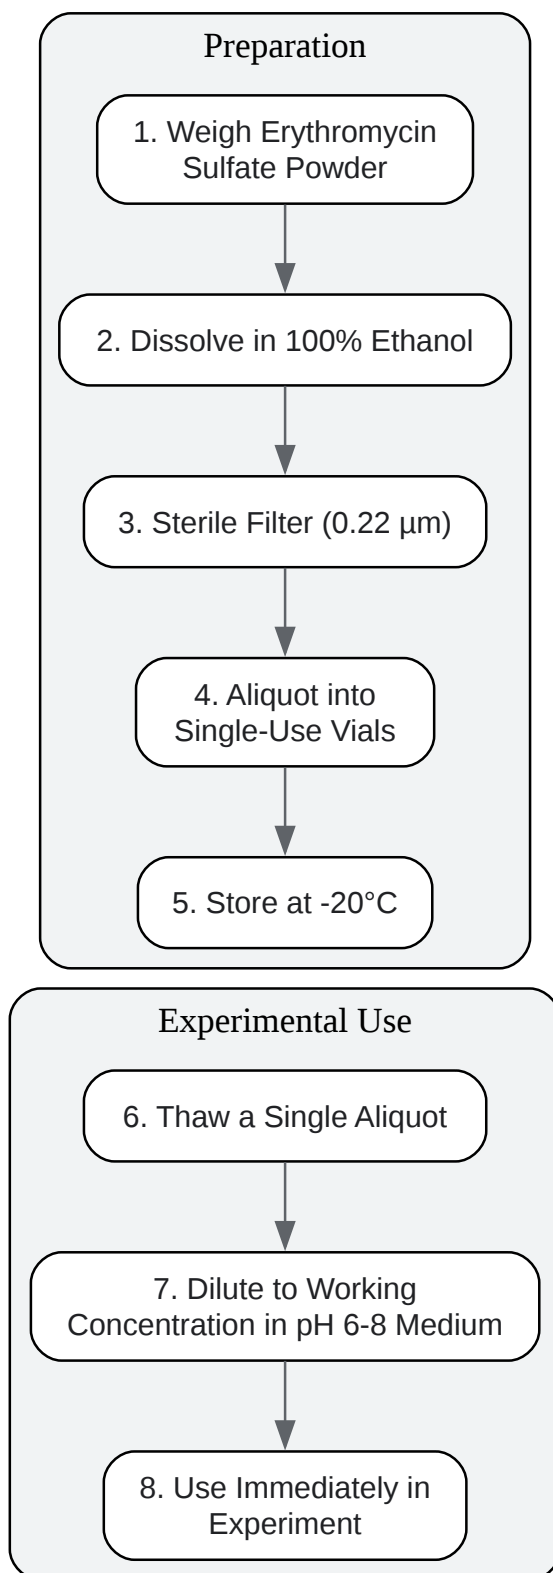 Preparation
1. Weigh Erythromycin
Sulfate Powder
2. Dissolve in 100% Ethanol
3. Sterile Filter (0.22 µm)
4. Aliquot into
Single-Use Vials
5. Store at -20°C
Experimental Use
6. Thaw a Single Aliquot
7. Dilute to Working
Concentration in pH 6-8 Medium
8. Use Immediately in
Experiment